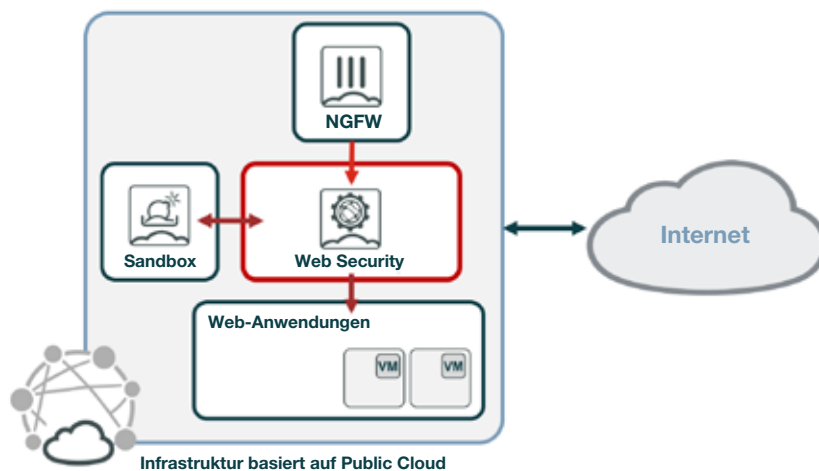 NGFW
Sandbox
Web Security
Internet
Web-Anwendungen
VM
VM
Infrastruktur basiert auf Public Cloud